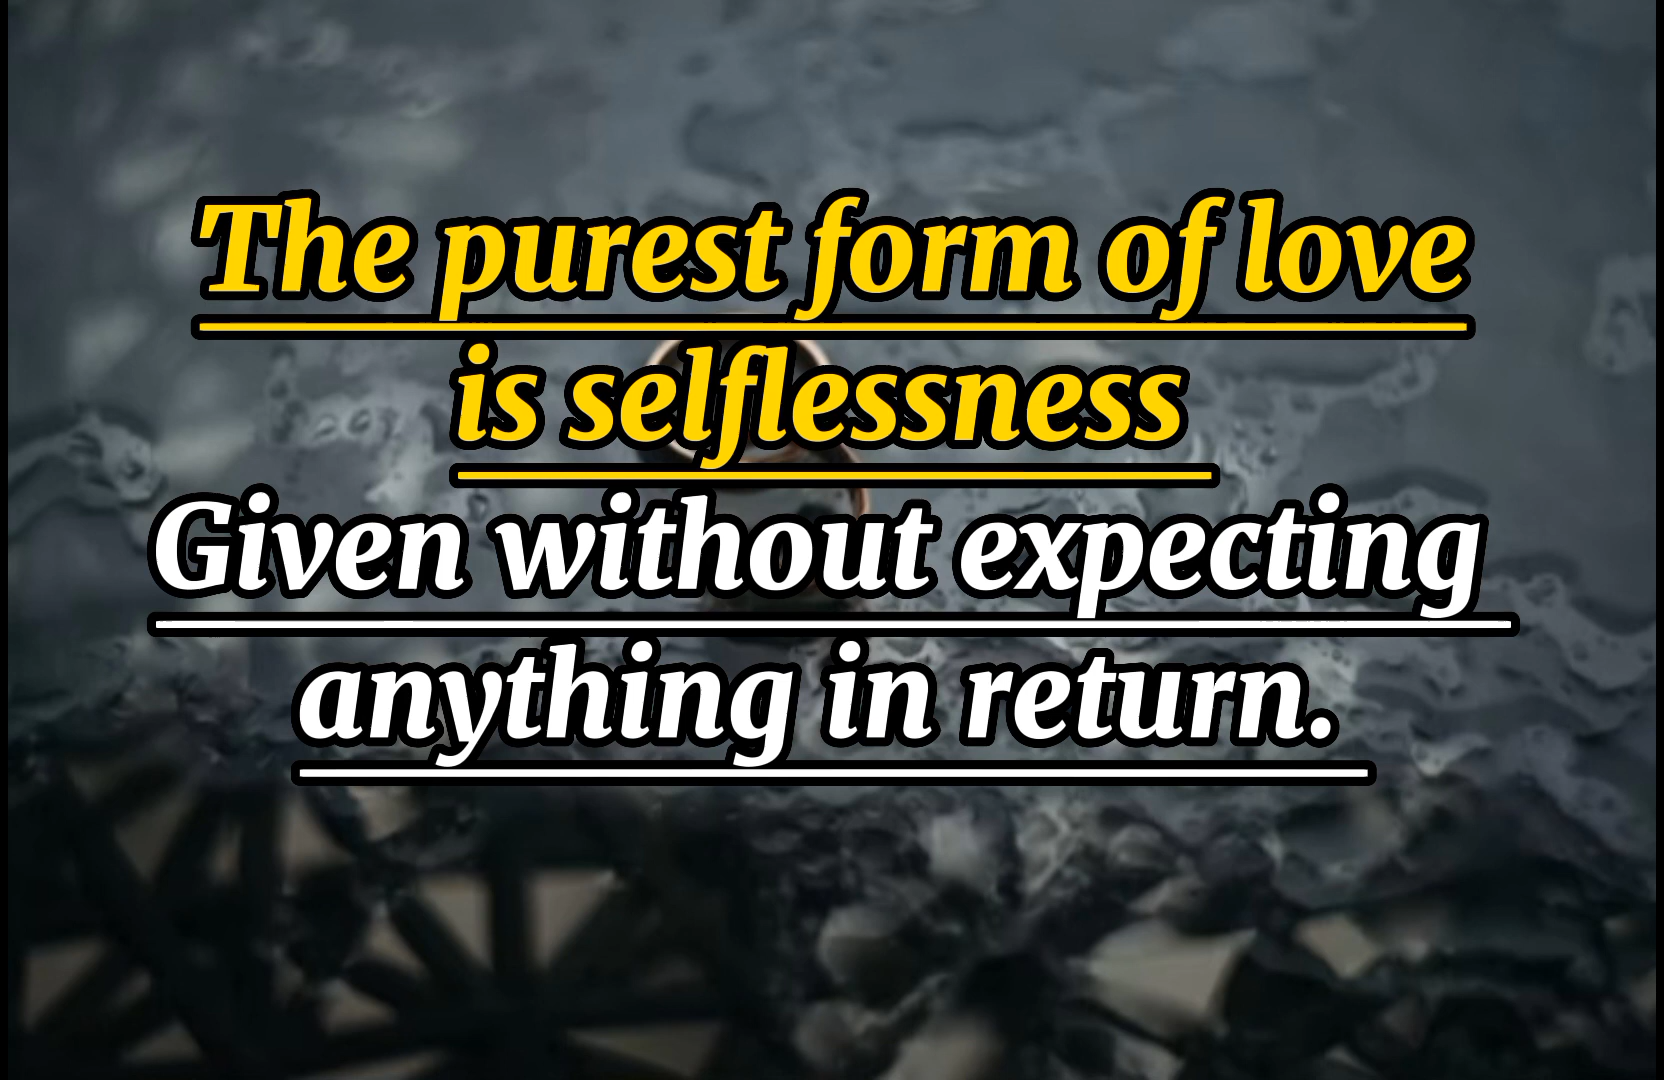 The purest form of love
is selflessness
Given without expecting
anything in return.